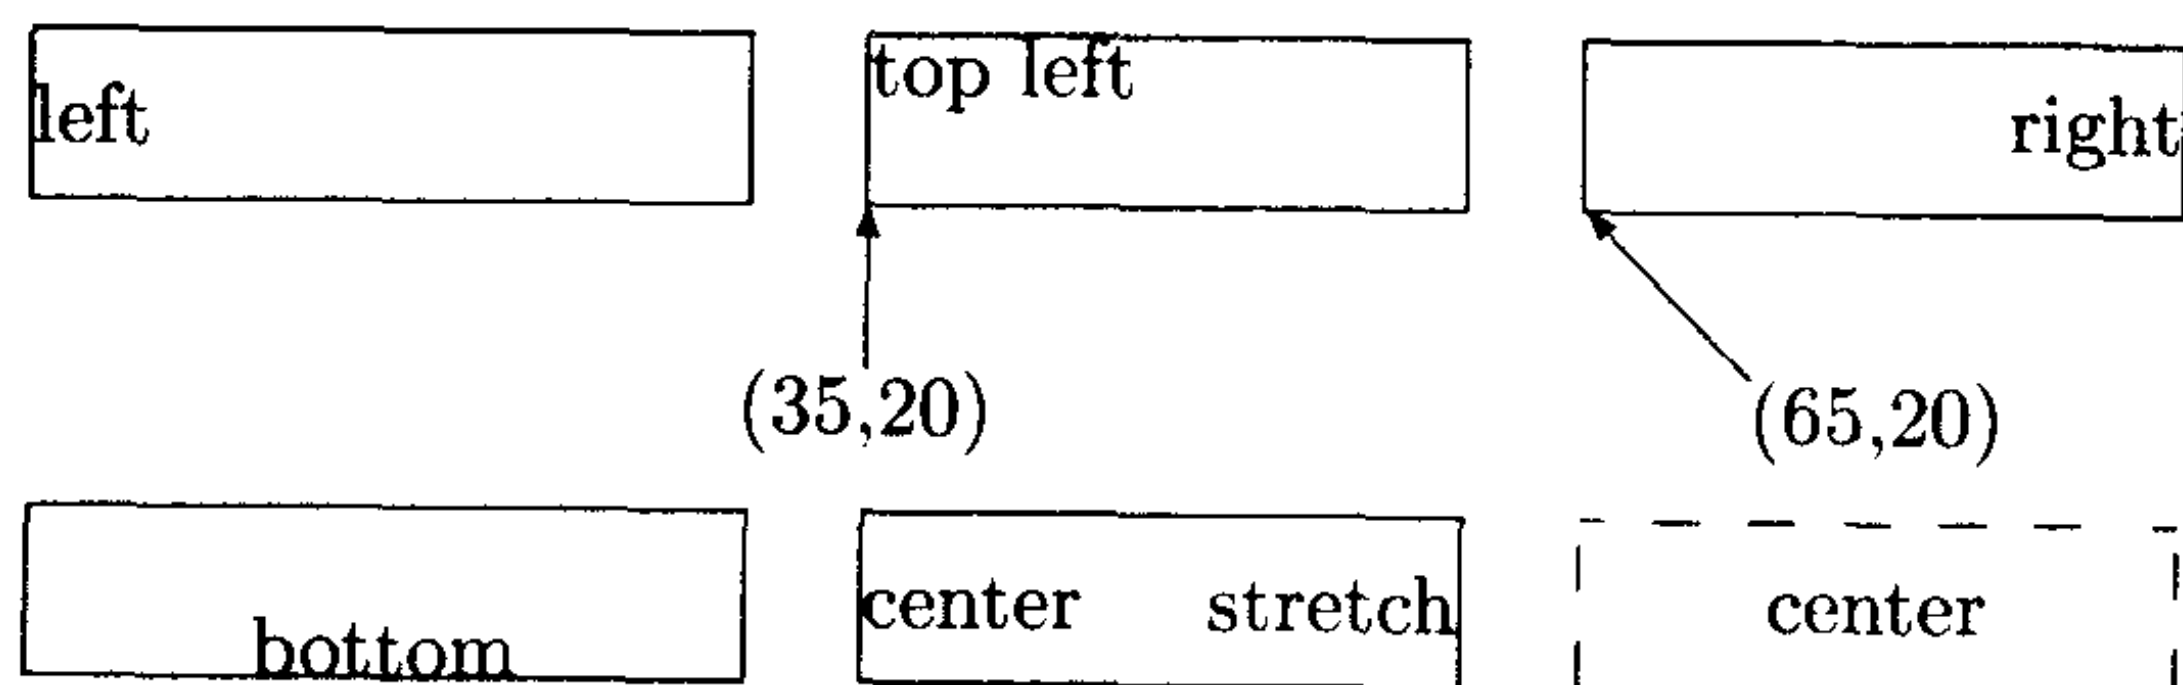 left top left right
(35,20) (65,20)
bottom center stretch center